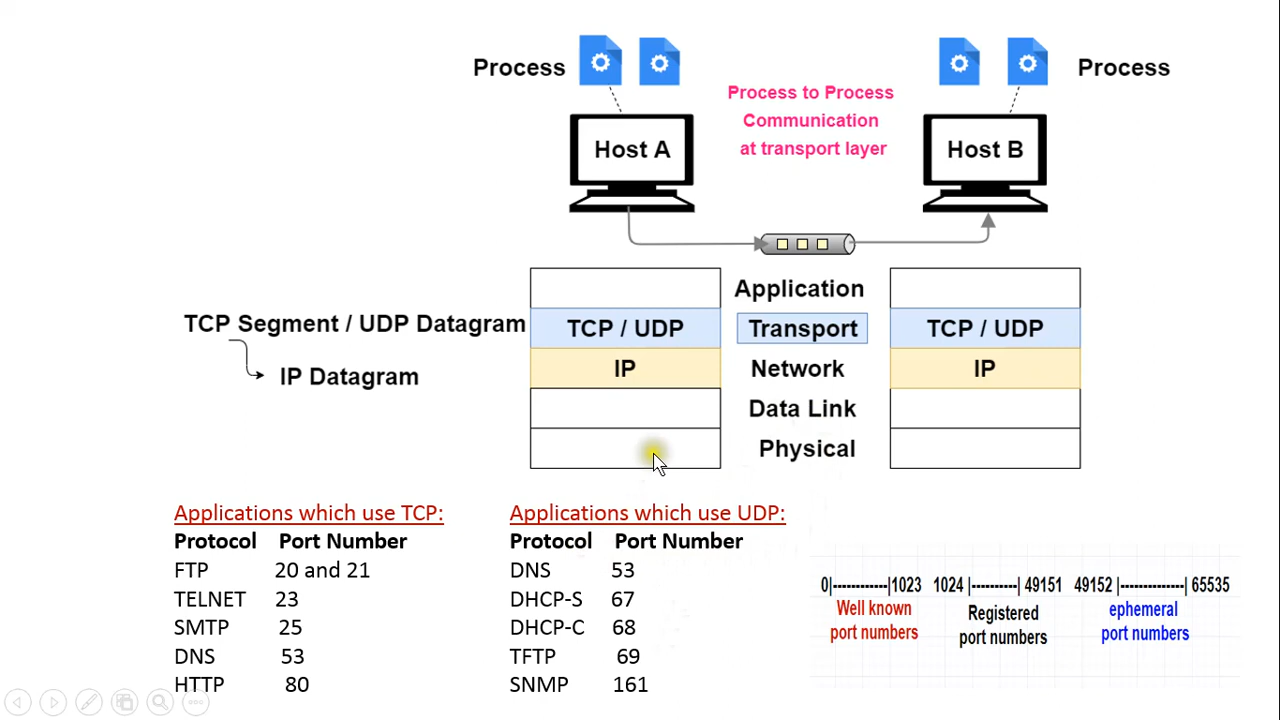 Process
Process
Process to Process
Communication
at transport layer
Host A
Host B
Application
TCP Segment / UDP Datagram
TCP / UDP
Transport
TCP / UDP
IP Datagram
IP
Network
IP
Data Link
Physical
Applications which use TCP:
Protocol Port Number
FTP 20 and 21
TELNET 23
SMTP 25
DNS 53
HTTP 80
Applications which use UDP:
Protocol Port Number
DNS 53
DHCP-S 67
DHCP-C 68
TFTP 69
SNMP 161
0|------------|1023 1024 |----------| 49151 49152 |--------------| 65535
Well known
port numbers
Registered
port numbers
ephemeral
port numbers